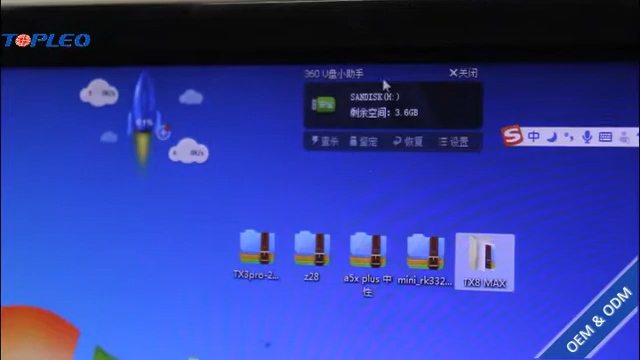 TOPLEO
360 U盘小助手
×关闭
SANDISK(H:)
剩余空间: 3.6GB
查杀 鉴定 恢复 设置
中
TX3pro-2...
z28
a5x plus 中性
mini_rk332...
TX8 MAX
OEM & ODM